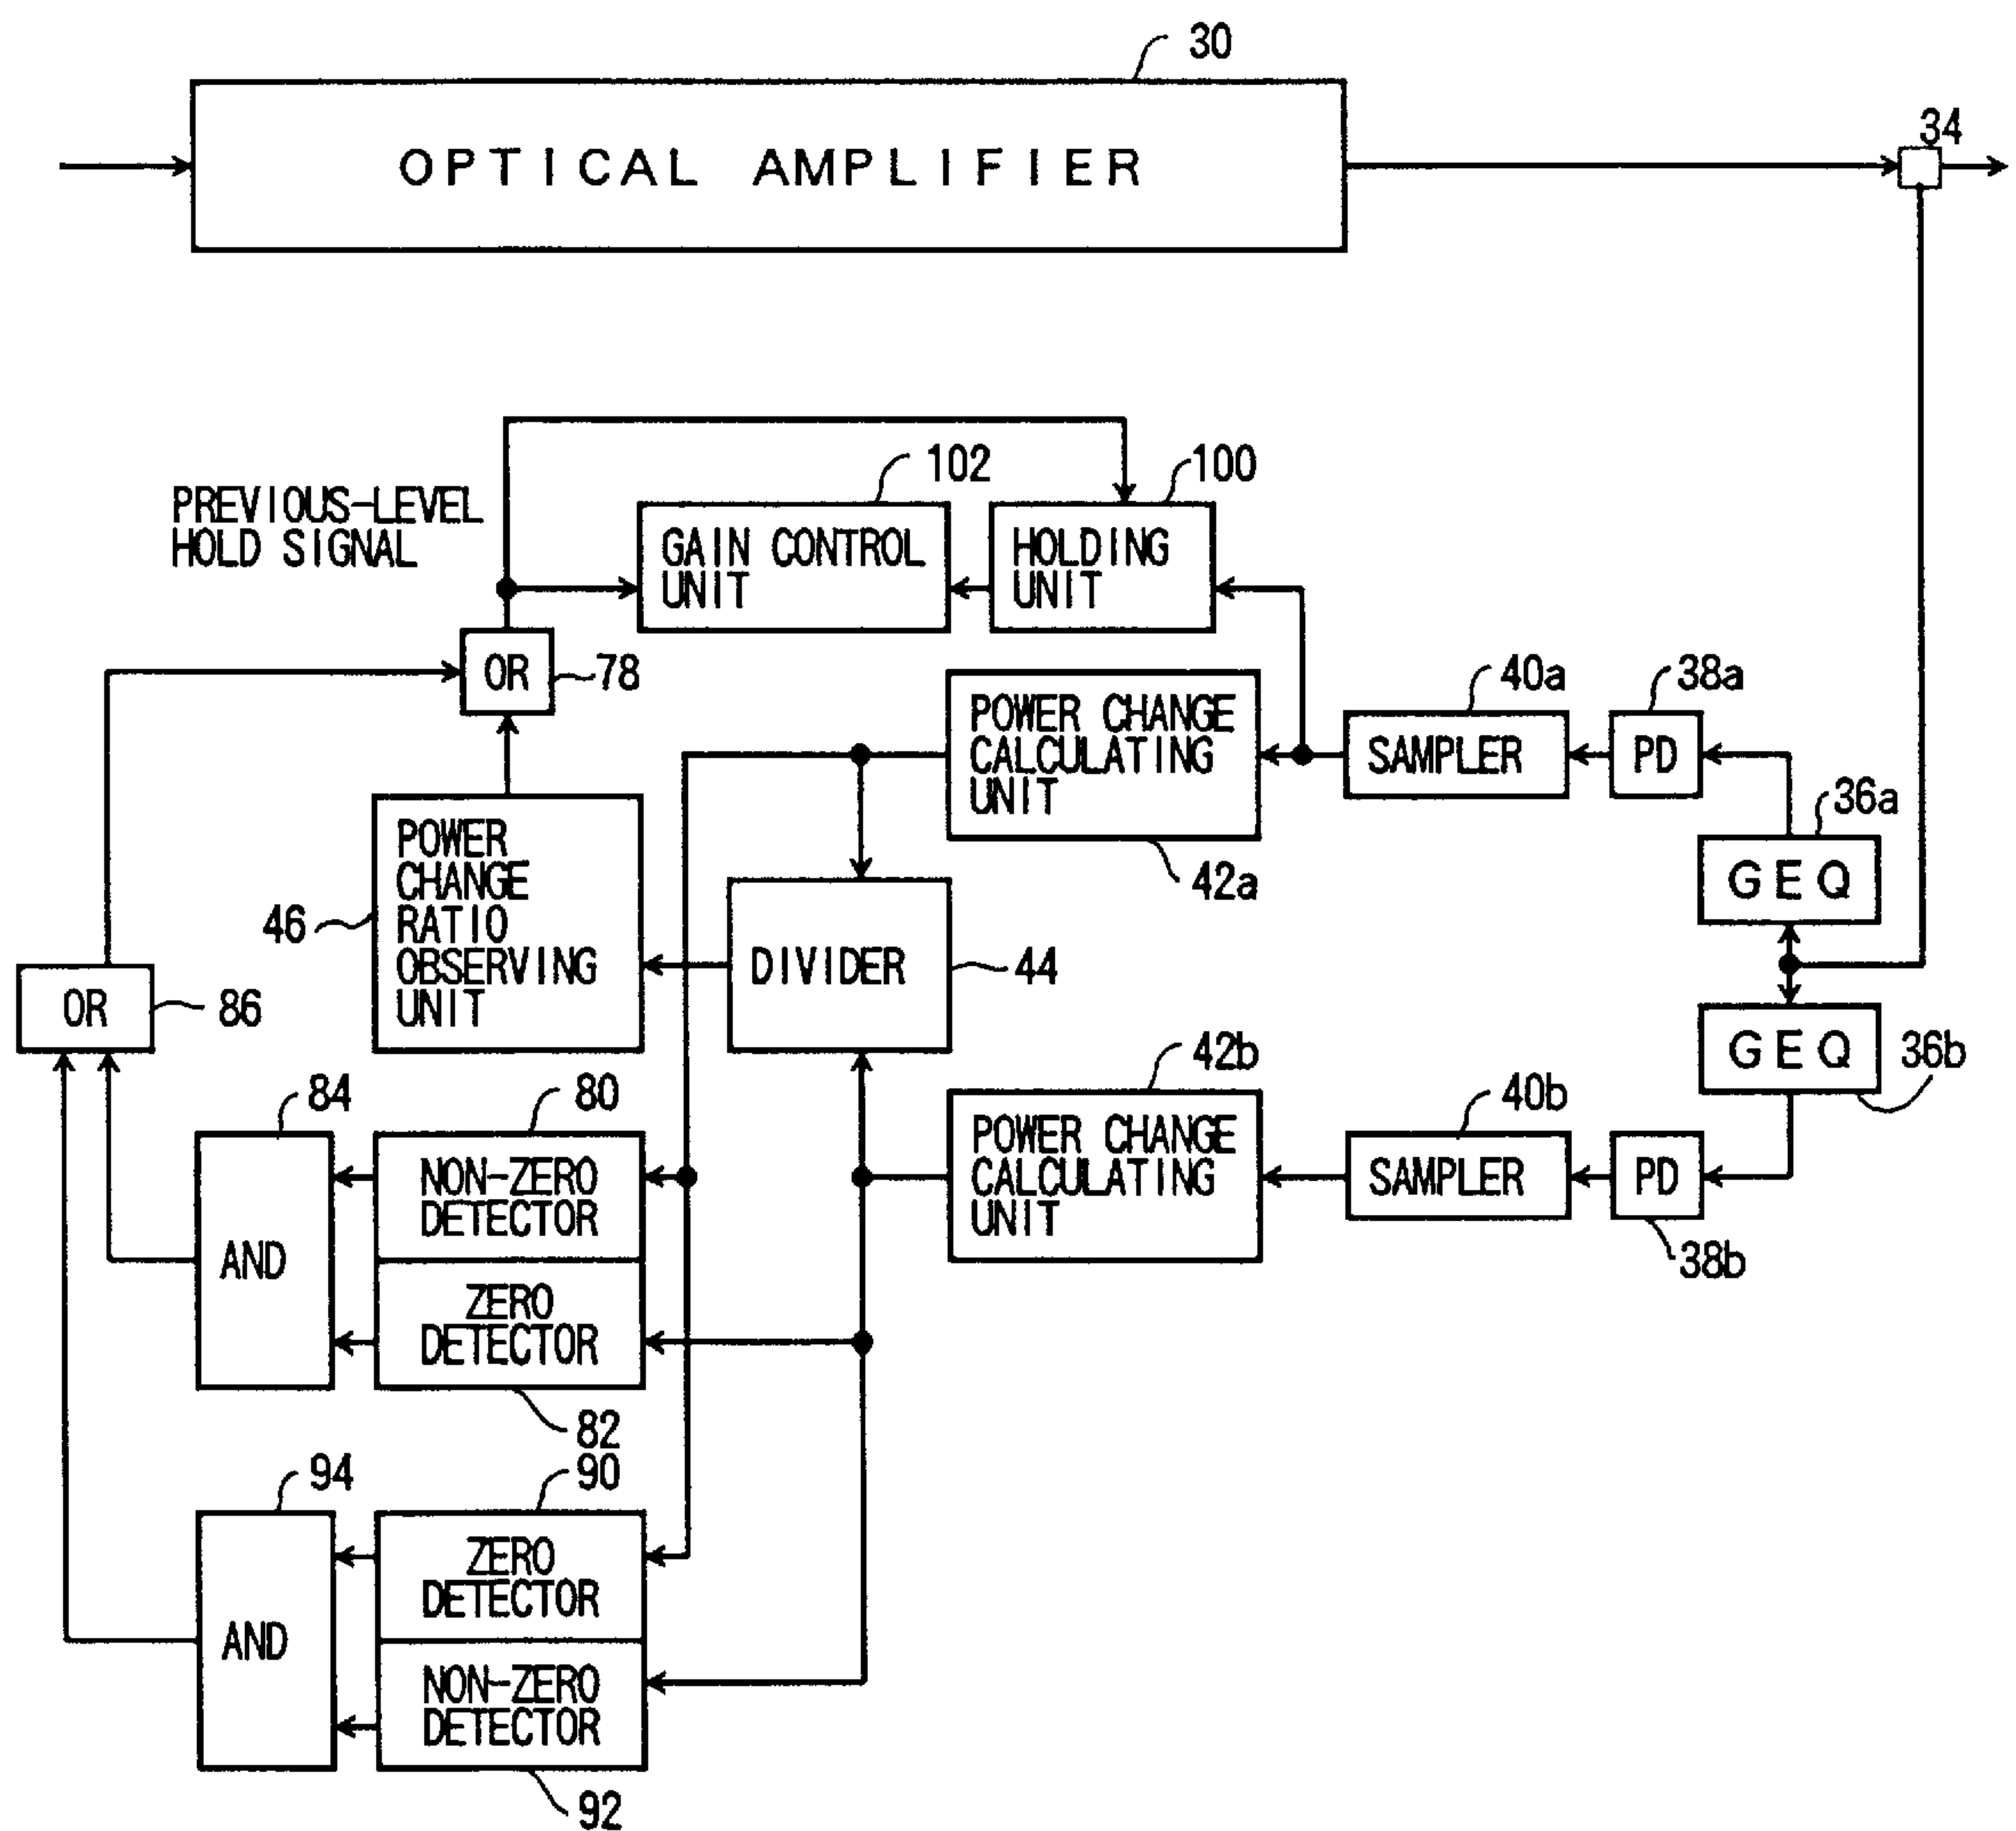 30
OPTICAL AMPLIFIER
34
PREVIOUS-LEVEL
HOLD SIGNAL
102
100
GAIN CONTROL
UNIT
HOLDING
UNIT
OR
78
40a
38a
POWER CHANGE
CALCULATING
UNIT
SAMPLER
PD
36a
42a
GEQ
POWER
CHANGE
RATIO
OBSERVING
UNIT
46
DIVIDER
44
OR
86
42b
GEQ
36b
84
80
40b
POWER CHANGE
CALCULATING
UNIT
SAMPLER
PD
38b
NON-ZERO
DETECTOR
AND
ZERO
DETECTOR
82
94
90
ZERO
DETECTOR
AND
NON-ZERO
DETECTOR
92